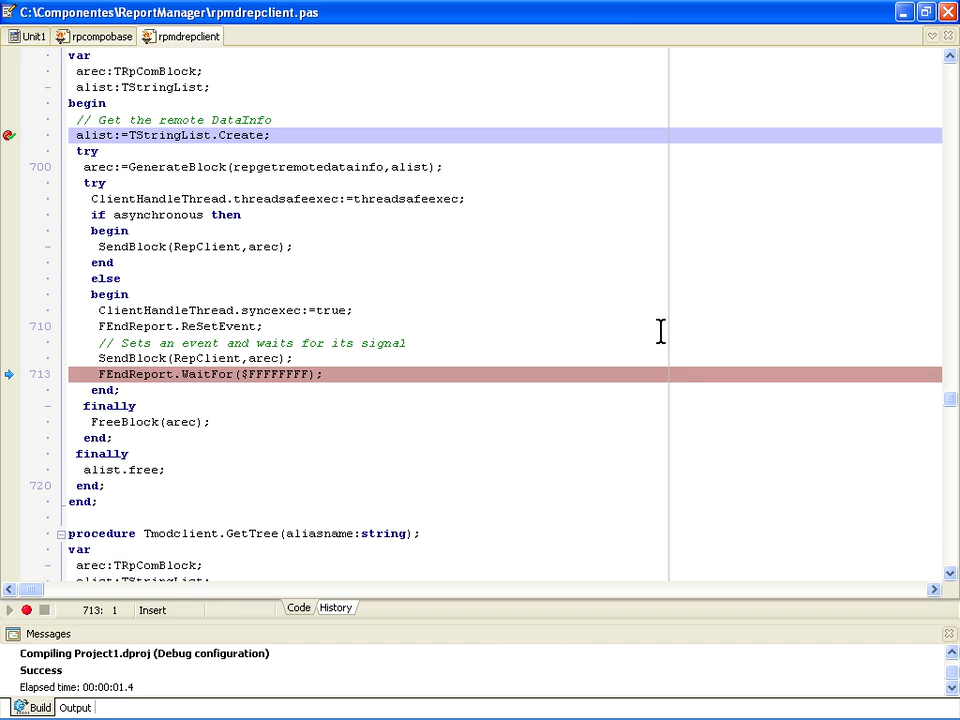 C:\Componentes\ReportManager\rpmdrepclient.pas
Unit1 rpcompobase rpmdrepclient
var
arec:TRpComBlock;
alist:TStringList;
begin
// Get the remote DataInfo
alist:=TStringList.Create;
try
700 arec:=GenerateBlock(repgetremotedatainfo,alist);
try
ClientHandleThread.threadsafeexec:=threadsafeexec;
if asynchronous then
begin
SendBlock(RepClient,arec);
end
else
begin
ClientHandleThread.syncexec:=true;
710 FEndReport.ReSetEvent;
// Sets an event and waits for its signal
SendBlock(RepClient,arec);
713 FEndReport.WaitFor($FFFFFFFF);
end;
finally
FreeBlock(arec);
end;
finally
alist.free;
720 end;
end;
procedure Tmodclient.GetTree(aliasname:string);
var
arec:TRpComBlock;
alist:TStringList;
713: 1 Insert Code History
Messages
Compiling Project1.dproj (Debug configuration)
Success
Elapsed time: 00:00:01.4
Build Output